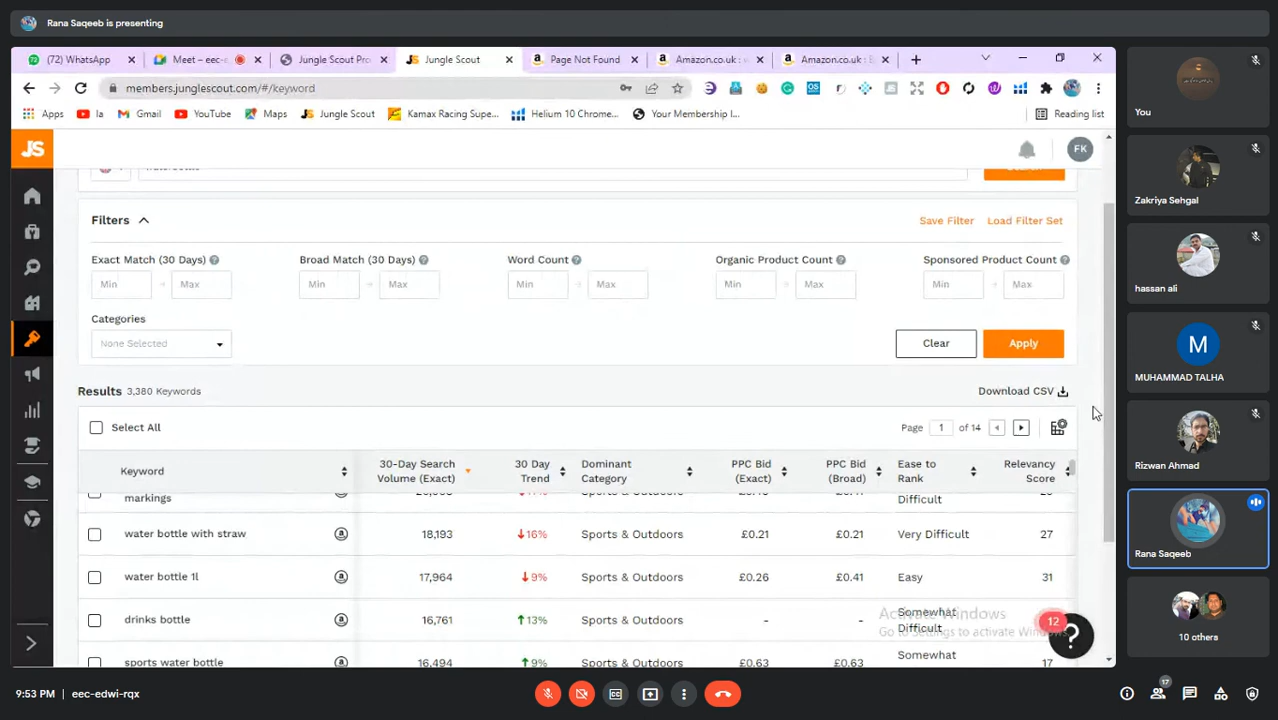 Rana Saqeeb is presenting
(72) WhatsApp
Meet – eec-e
Jungle Scout Pro
Jungle Scout
Page Not Found
Amazon.co.uk :
Amazon.co.uk :
members.junglescout.com/#/keyword
Apps
la
Gmail
YouTube
Maps
Jungle Scout
Kamax Racing Supe...
Helium 10 Chrome...
Your Membership I...
Reading list
JS
FK
Filters
Save Filter
Load Filter Set
Exact Match (30 Days)
Broad Match (30 Days)
Word Count
Organic Product Count
Sponsored Product Count
Min Max Min Max Min Max Min Max Min Max
Categories
None Selected
Clear
Apply
Results 3,380 Keywords
Download CSV
Select All
Page 1 of 14
Keyword
30-Day Search Volume (Exact)
30 Day Trend
Dominant Category
PPC Bid (Exact)
PPC Bid (Broad)
Ease to Rank
Relevancy Score
markings
Difficult
water bottle with straw 18,193 16% Sports & Outdoors £0.21 £0.21 Very Difficult 27
water bottle 1l 17,964 9% Sports & Outdoors £0.26 £0.41 Easy 31
drinks bottle 16,761 13% Sports & Outdoors - - Somewhat Difficult
sports water bottle 16,494 9% Sports & Outdoors £0.63 £0.63 Somewhat 17
Activate Windows
Go to Settings to activate Windows.
12
You
Zakriya Sehgal
hassan ali
M
MUHAMMAD TALHA
Rizwan Ahmad
Rana Saqeeb
10 others
9:53 PM | eec-edwi-rqx
17